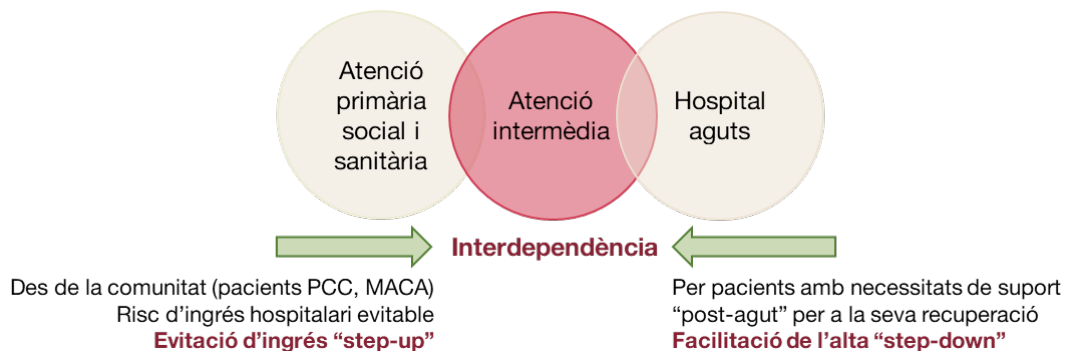 Atenció
primària
social i
sanitària
Atenció
intermèdia
Hospital
aguts
Interdependència
Des de la comunitat (pacients PCC, MACA)
Risc d’ingrés hospitalari evitable
Evitació d’ingrés “step-up”
Per pacients amb necessitats de suport
“post-agut” per a la seva recuperació
Facilitació de l’alta “step-down”